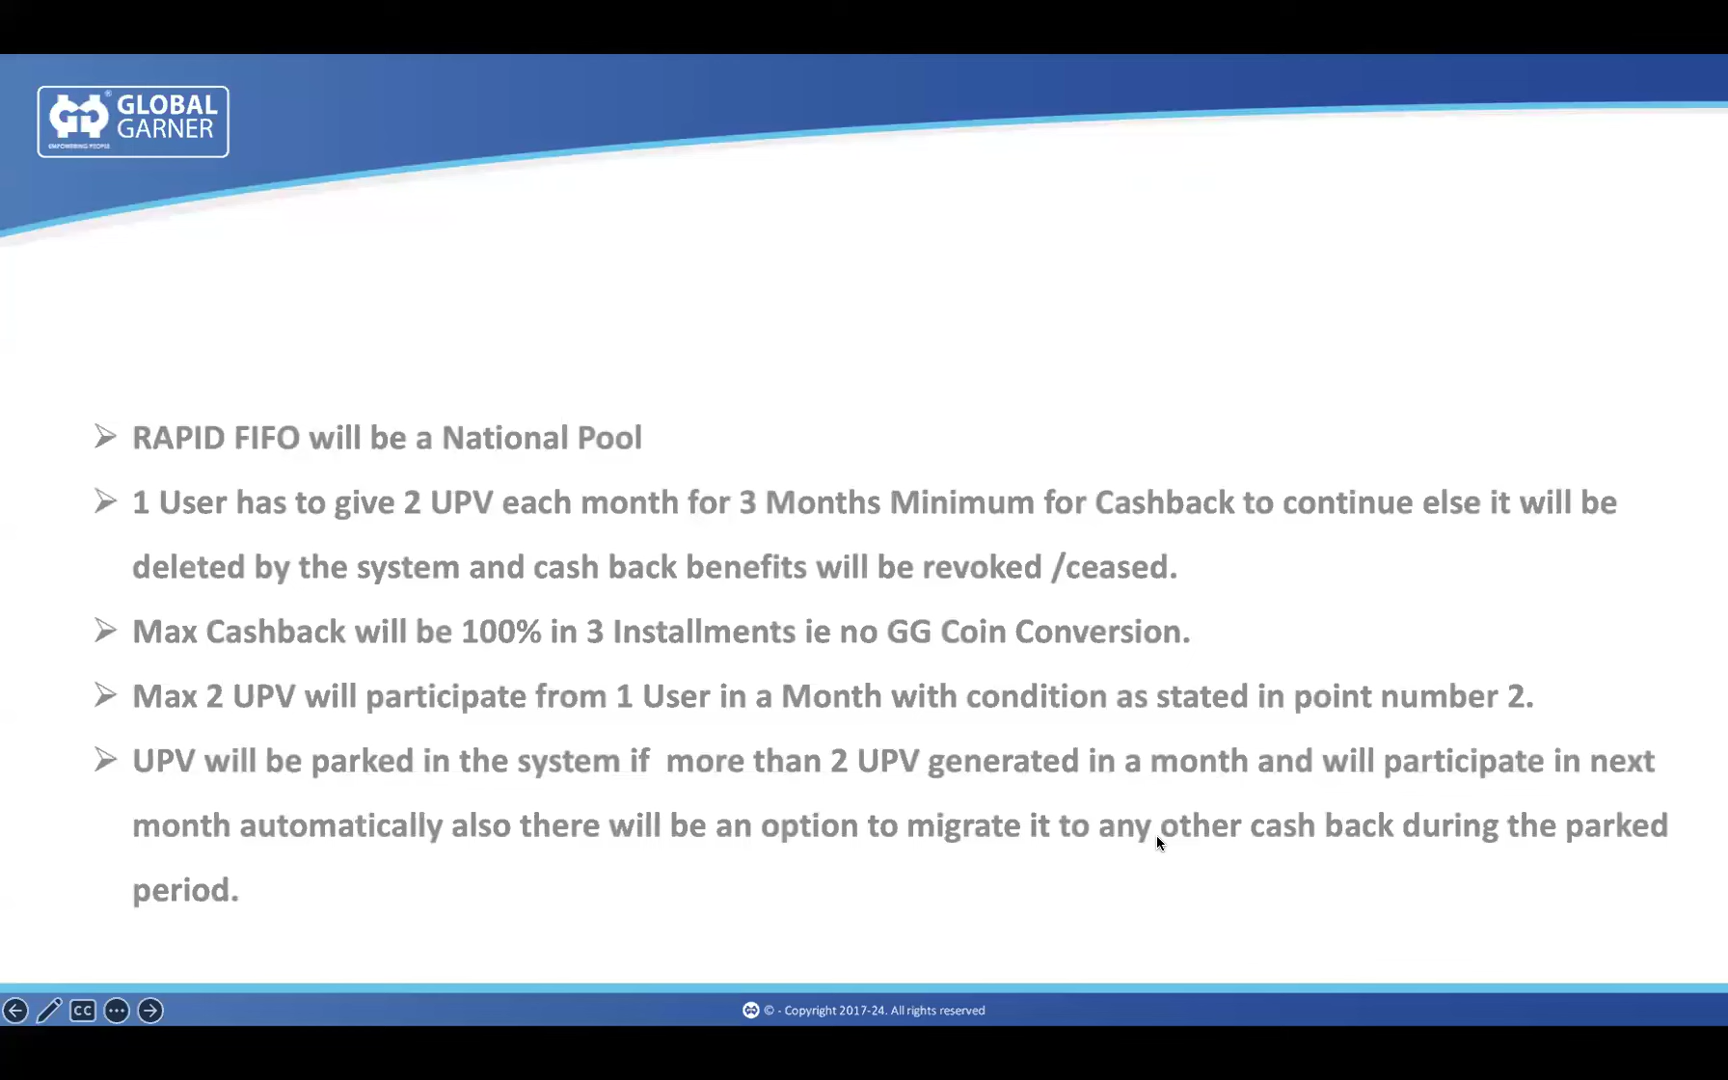 GLOBAL
GARNER
EMPOWERING PEOPLE
RAPID FIFO will be a National Pool
1 User has to give 2 UPV each month for 3 Months Minimum for Cashback to continue else it will be
deleted by the system and cash back benefits will be revoked /ceased.
Max Cashback will be 100% in 3 Installments ie no GG Coin Conversion.
Max 2 UPV will participate from 1 User in a Month with condition as stated in point number 2.
UPV will be parked in the system if  more than 2 UPV generated in a month and will participate in next
month automatically also there will be an option to migrate it to any other cash back during the parked
period.
CC
© - Copyright 2017-24. All rights reserved